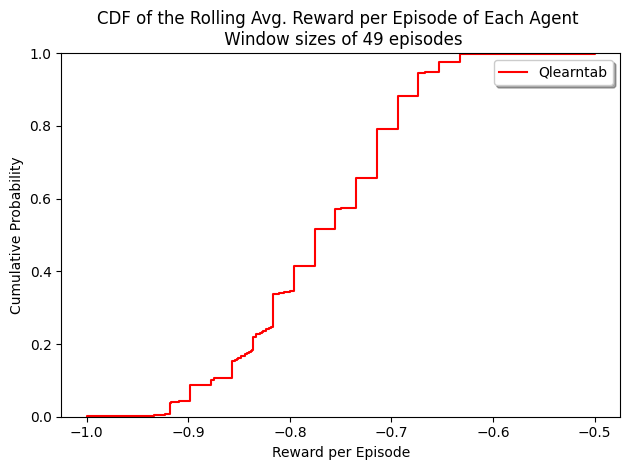 CDF of the Rolling Avg. Reward per Episode of Each Agent
Window sizes of 49 episodes
Qlearntab
Cumulative Probability
1.0
0.8
0.6
0.4
0.2
0.0
−1.0 −0.9 −0.8 −0.7 −0.6 −0.5
Reward per Episode